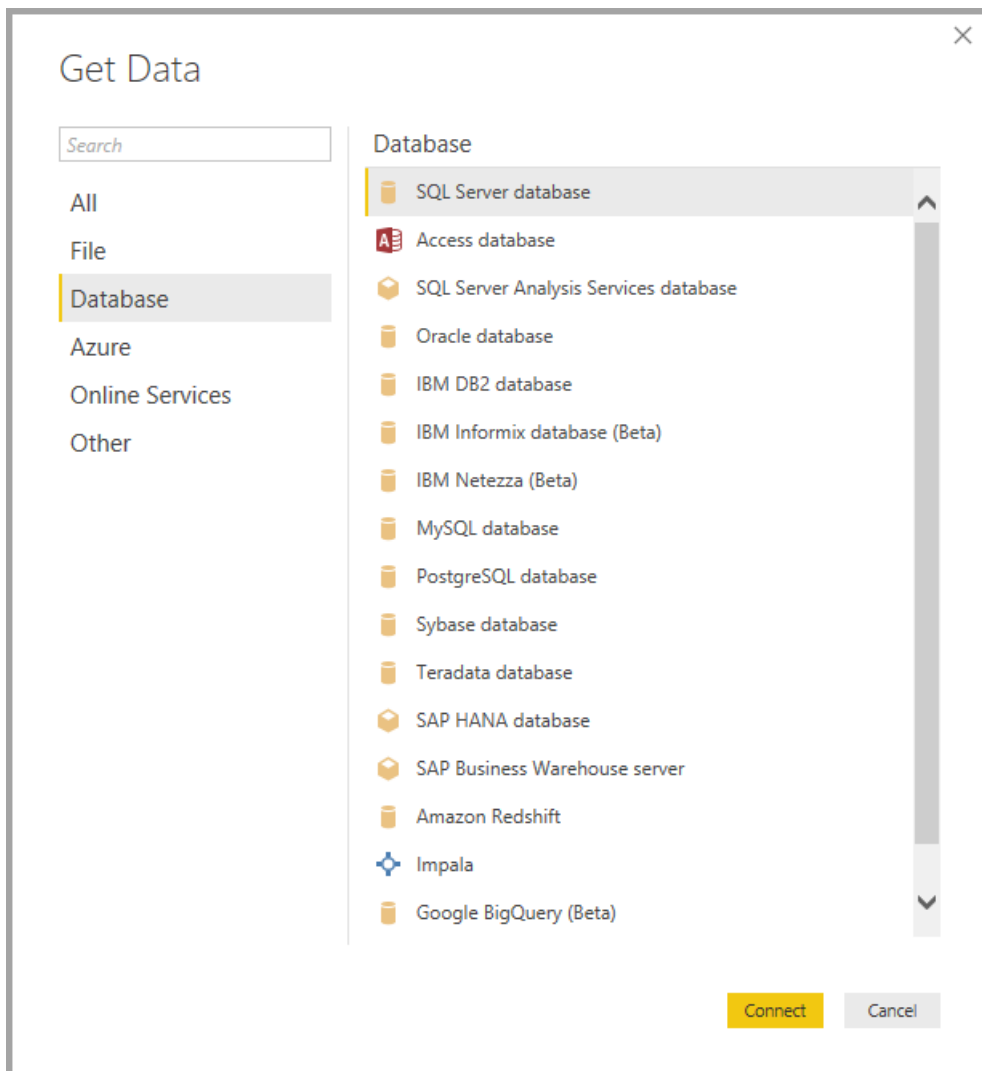 Get Data
Search
All
File
Database
Azure
Online Services
Other
Database
SQL Server database
A
Access database
SQL Server Analysis Services database
Oracle database
IBM DB2 database
IBM Informix database (Beta)
IBM Netezza (Beta)
MySQL database
PostgreSQL database
Sybase database
Teradata database
SAP HANA database
SAP Business Warehouse server
Amazon Redshift
Impala
Google BigQuery (Beta)
Connect
Cancel